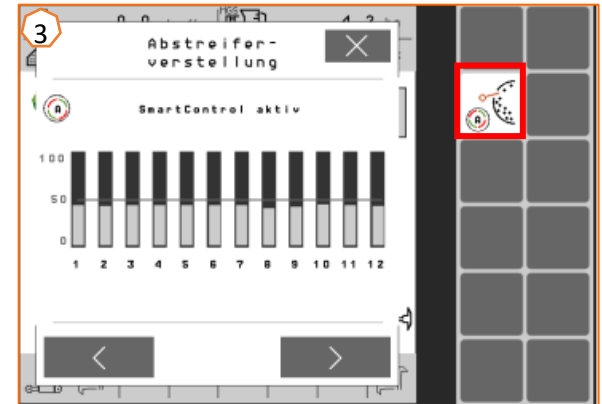 3
MGS
Abstreifer-
verstellung
A
SmartControl aktiv
A
100
50
0
1 2 3 4 5 6 7 8 9 10 11 12